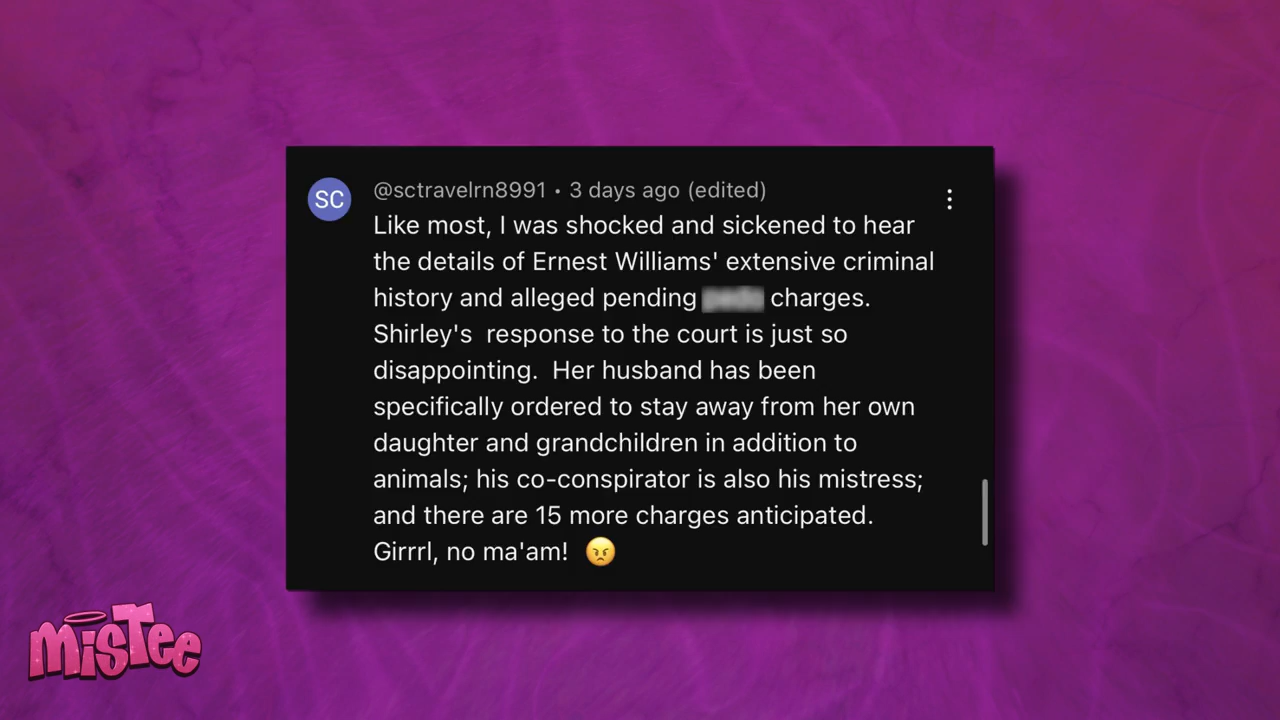 SC
@sctravelrn8991 • 3 days ago (edited)
Like most, I was shocked and sickened to hear
the details of Ernest Williams' extensive criminal
history and alleged pending charges.
Shirley's  response to the court is just so
disappointing.  Her husband has been
specifically ordered to stay away from her own
daughter and grandchildren in addition to
animals; his co-conspirator is also his mistress;
and there are 15 more charges anticipated.
Girrrl, no ma'am! 😠
MisTee